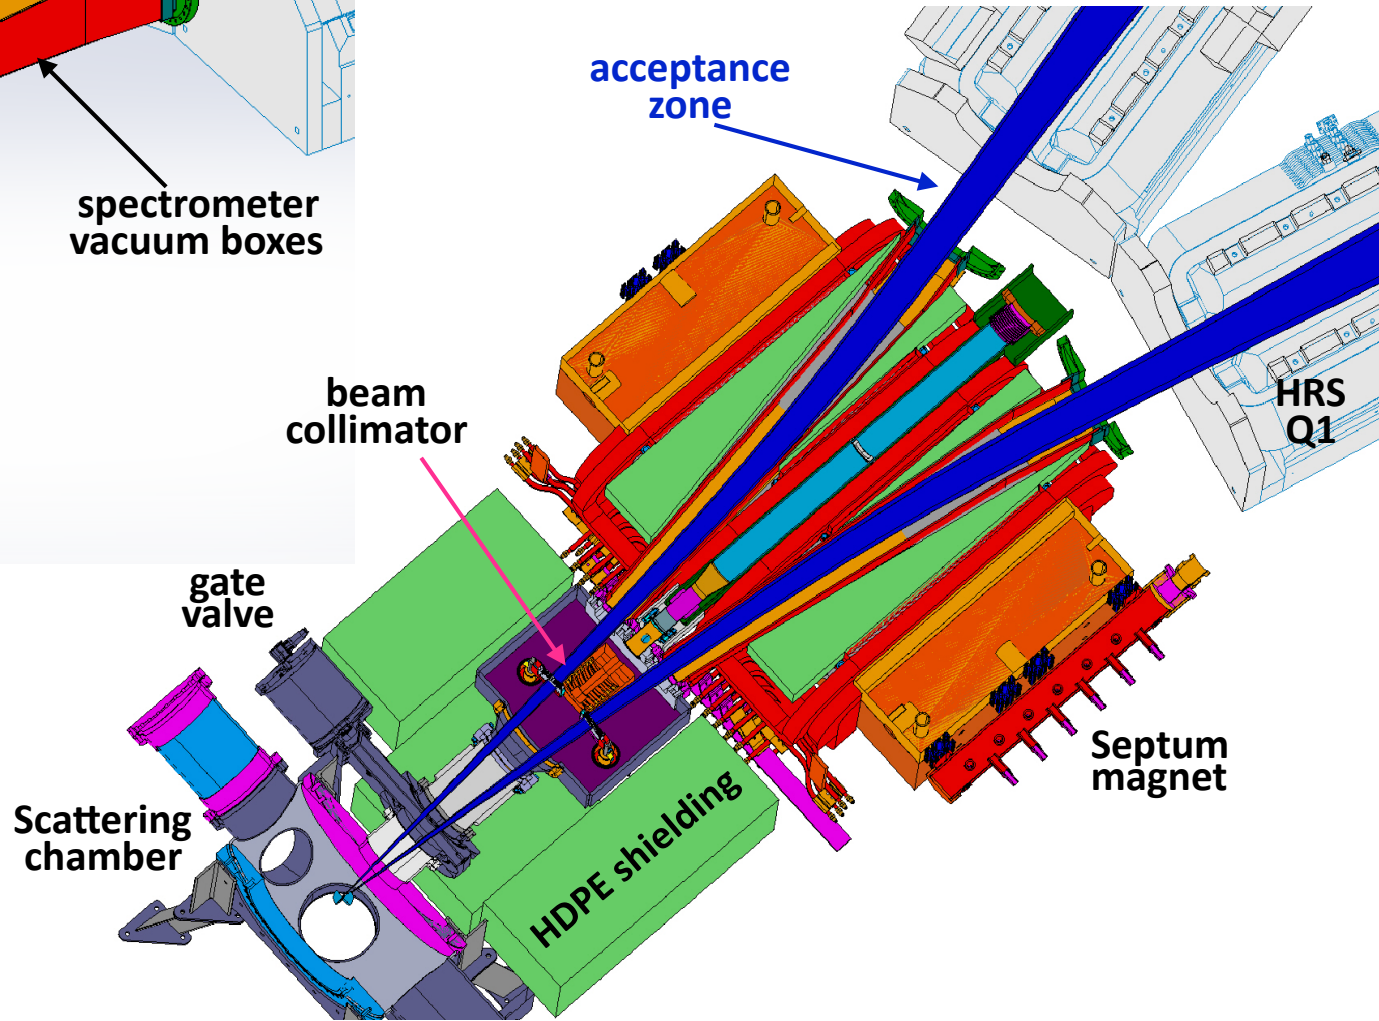 acceptance
zone
spectrometer
vacuum boxes
beam
collimator
HRS
Q1
gate
valve
Septum
magnet
Scattering
chamber
HDPE shielding